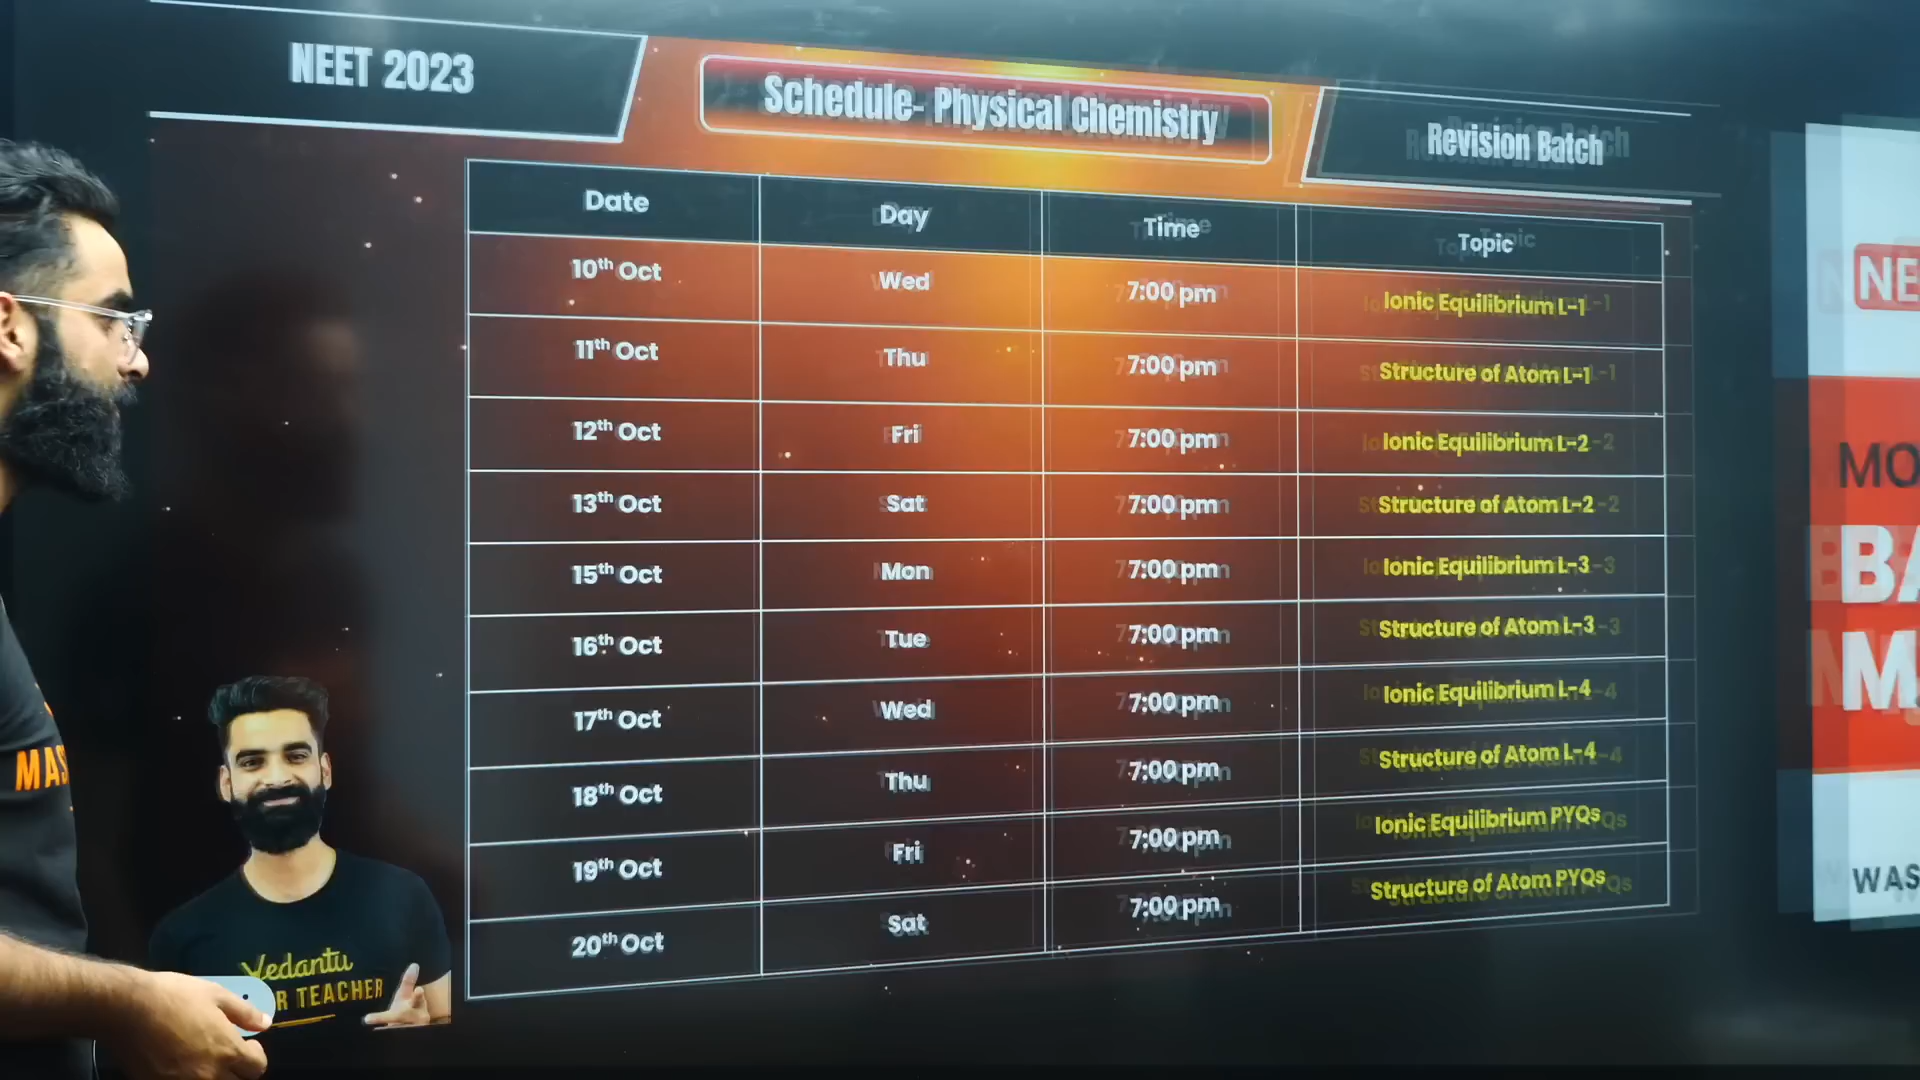 NEET 2023
Schedule- Physical Chemistry
Revision Batch
Date Day Time Topic
10th Oct Wed 7:00 pm Ionic Equilibrium L-1
11th Oct Thu 7:00 pm Structure of Atom L-1
12th Oct Fri 7:00 pm Ionic Equilibrium L-2
13th Oct Sat 7:00 pm Structure of Atom L-2
15th Oct Mon 7:00 pm Ionic Equilibrium L-3
16th Oct Tue 7:00 pm Structure of Atom L-3
17th Oct Wed 7:00 pm Ionic Equilibrium L-4
18th Oct Thu 7:00 pm Structure of Atom L-4
19th Oct Fri 7:00 pm Ionic Equilibrium PYQs
20th Oct Sat 7:00 pm Structure of Atom PYQs
Vedantu
TEACHER